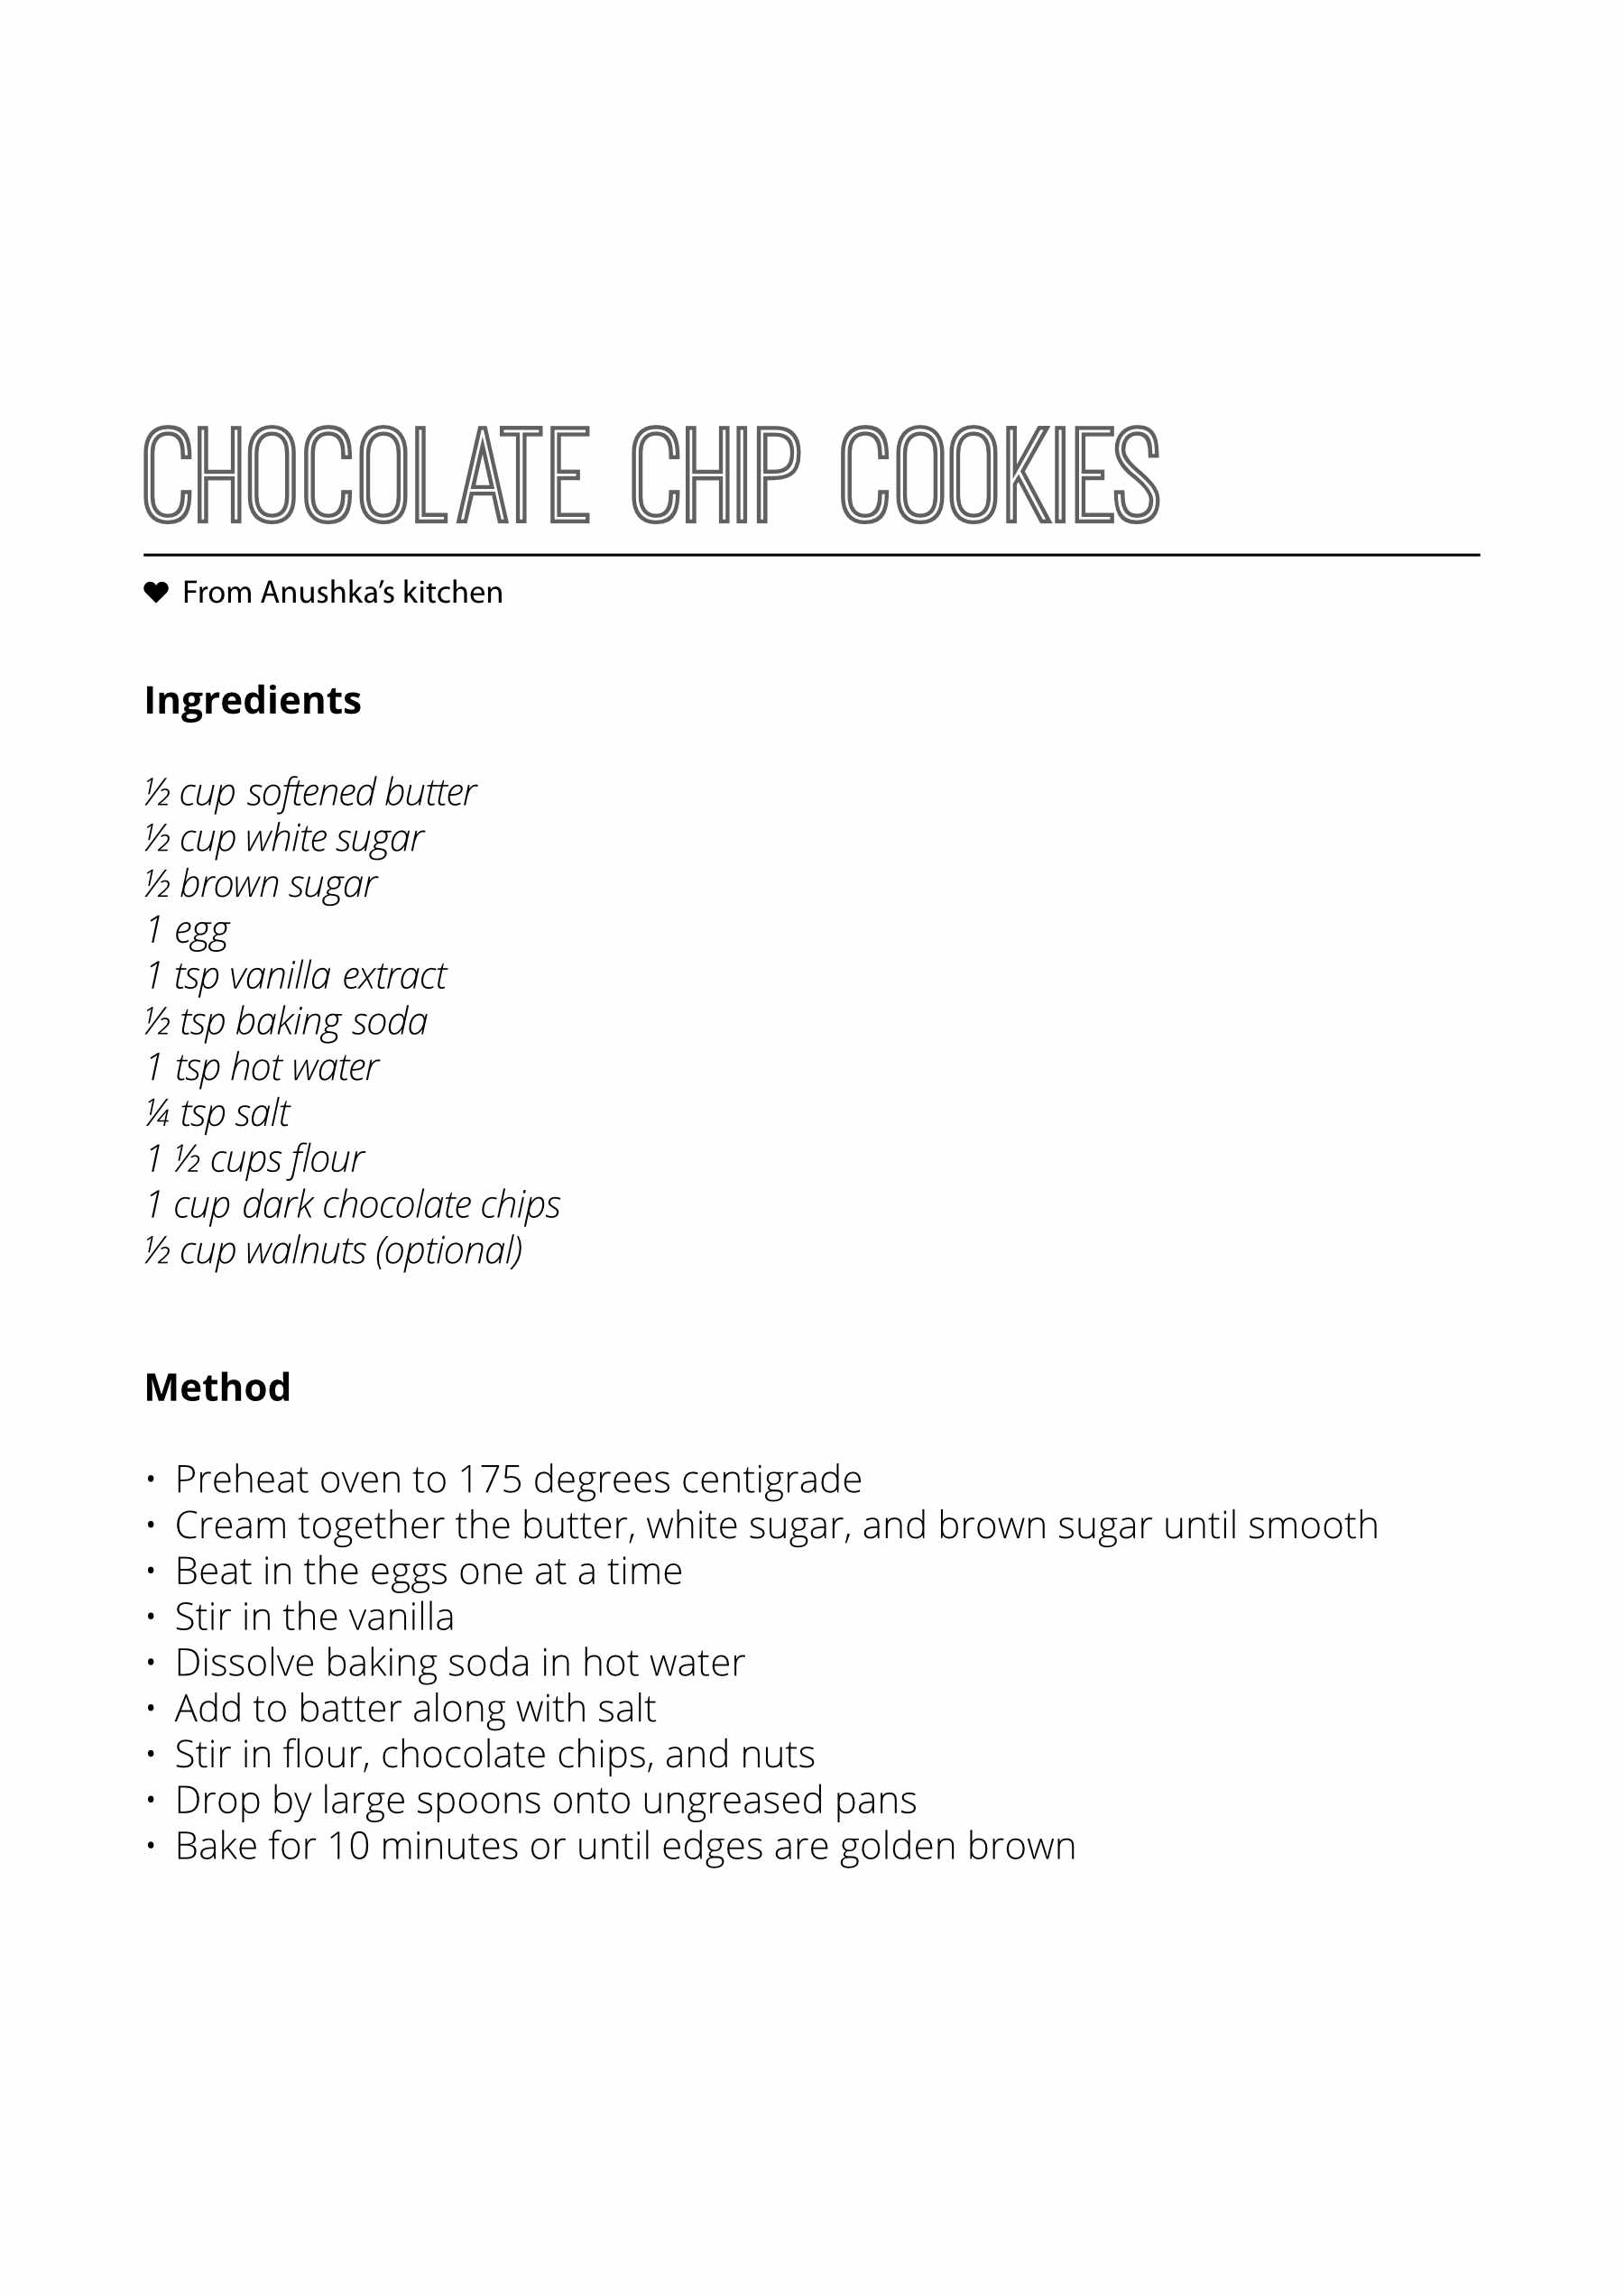 CHOCOLATE CHIP COOKIES
♥ From Anushka’s kitchen
Ingredients
½ cup softened butter
½ cup white sugar
½ brown sugar
1 egg
1 tsp vanilla extract
½ tsp baking soda
1 tsp hot water
¼ tsp salt
1 ½ cups flour
1 cup dark chocolate chips
½ cup walnuts (optional)
Method
• Preheat oven to 175 degrees centigrade
• Cream together the butter, white sugar, and brown sugar until smooth
• Beat in the eggs one at a time
• Stir in the vanilla
• Dissolve baking soda in hot water
• Add to batter along with salt
• Stir in flour, chocolate chips, and nuts
• Drop by large spoons onto ungreased pans
• Bake for 10 minutes or until edges are golden brown